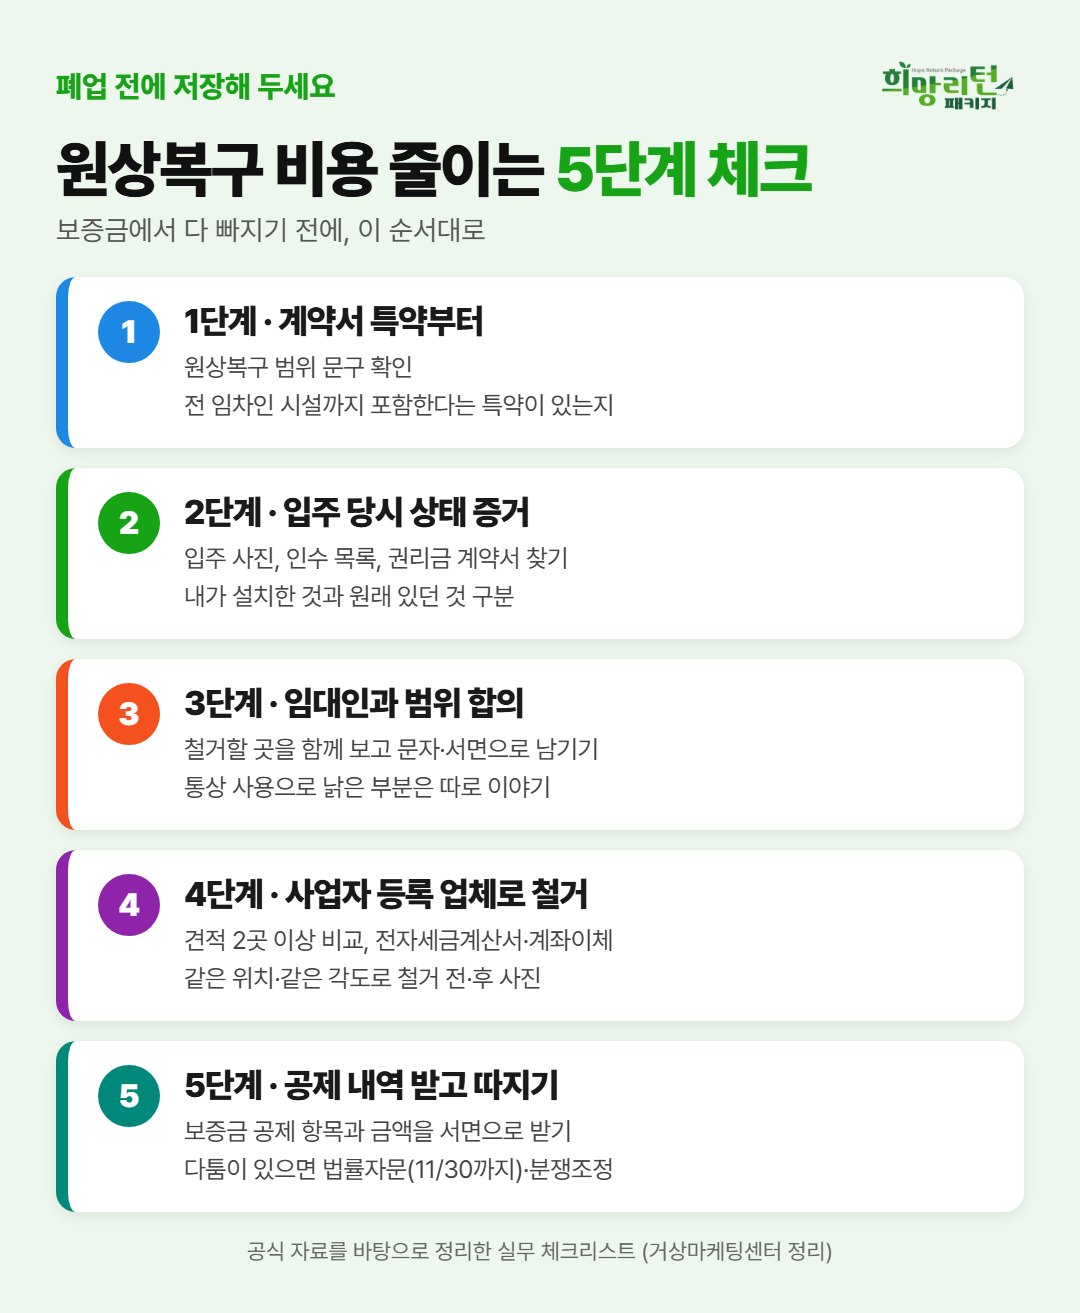 폐업 전에 저장해 두세요
Hope Return Package
희망리턴
패키지
원상복구 비용 줄이는 5단계 체크
보증금에서 다 빠지기 전에, 이 순서대로
1
1단계 · 계약서 특약부터
원상복구 범위 문구 확인
전 임차인 시설까지 포함한다는 특약이 있는지
2
2단계 · 입주 당시 상태 증거
입주 사진, 인수 목록, 권리금 계약서 찾기
내가 설치한 것과 원래 있던 것 구분
3
3단계 · 임대인과 범위 합의
철거할 곳을 함께 보고 문자·서면으로 남기기
통상 사용으로 낡은 부분은 따로 이야기
4
4단계 · 사업자 등록 업체로 철거
견적 2곳 이상 비교, 전자세금계산서·계좌이체
같은 위치·같은 각도로 철거 전·후 사진
5
5단계 · 공제 내역 받고 따지기
보증금 공제 항목과 금액을 서면으로 받기
다툼이 있으면 법률자문(11/30까지)·분쟁조정
공식 자료를 바탕으로 정리한 실무 체크리스트 (거상마케팅센터 정리)